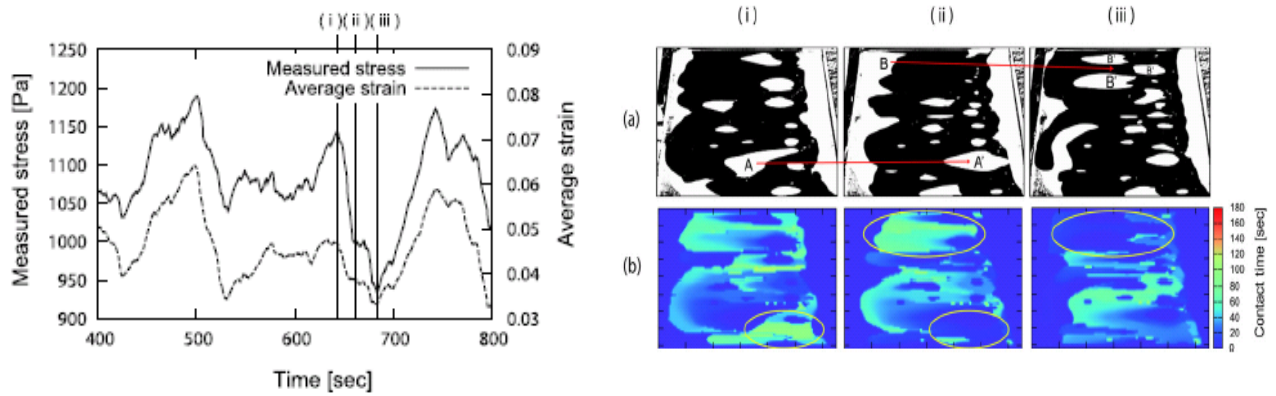 ( i )( ii )( iii )
1250
1200
1150
1100
1050
1000
950
900
Measured stress [Pa]
Measured stress
Average strain
0.09
0.08
0.07
0.06
0.05
0.04
0.03
Average strain
400
500
600
700
800
Time [sec]
( i )
( ii )
( iii )
(a)
A
B
A'
B'
B'
B'
(b)
180
160
140
120
100
80
60
40
20
0
Contact time [sec]